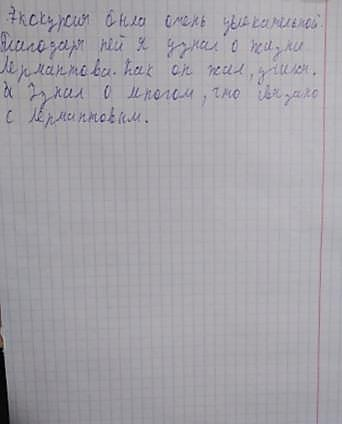 Экскурсия была очень увлекательной.
Благодаря ней я узнал о жизни
Лермантова. Как он жил, учился.
И узнал о многом, что связано
с Лермантовым.